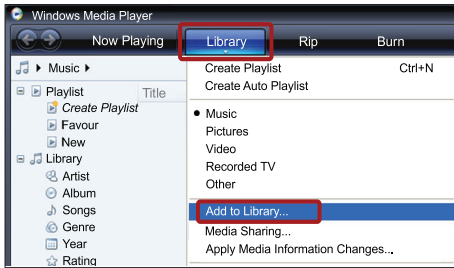 Windows Media Player
Now Playing Library Rip Burn
Music
Playlist Title
Create Playlist
Favour
New
Library
Artist
Album
Songs
Genre
Year
Rating
Create Playlist Ctrl+N
Create Auto Playlist
Music
Pictures
Video
Recorded TV
Other
Add to Library...
Media Sharing...
Apply Media Information Changes...